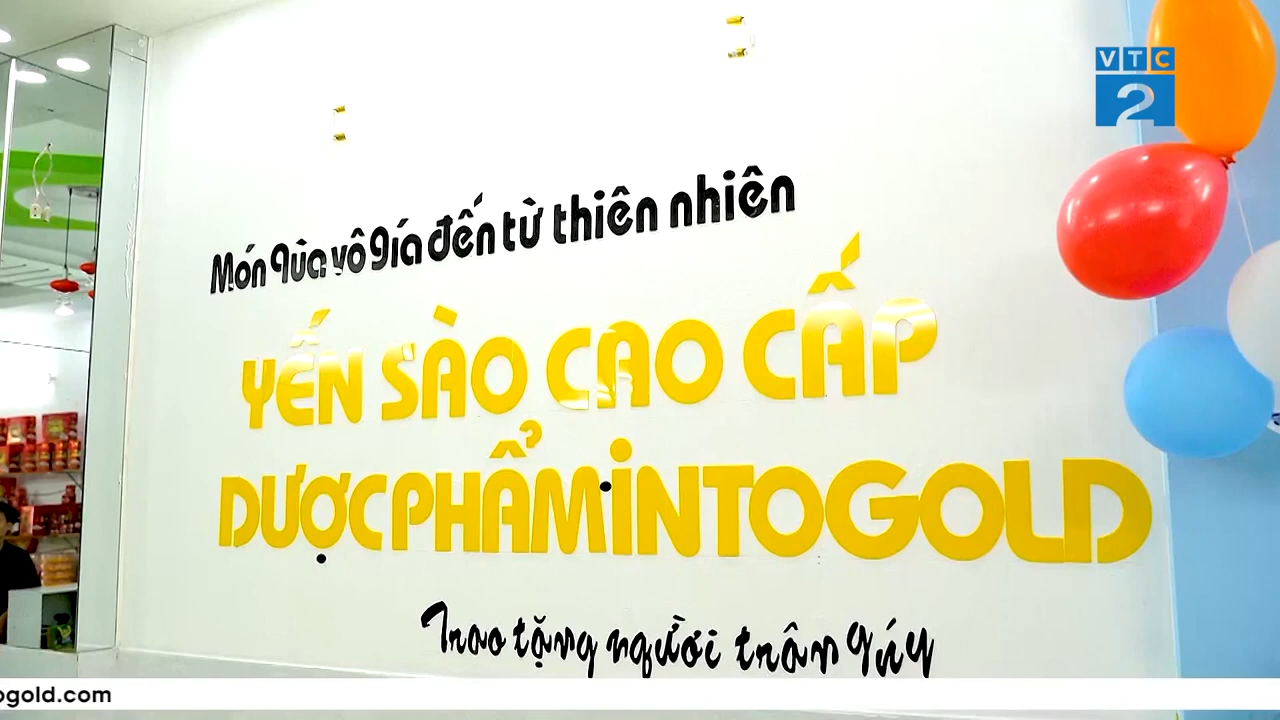 VTC
2
Món quà vô gía đến từ thiên nhiên
YẾN SÀO CAO CẤP
DƯỢC PHẨM INTOGOLD
Trao tặng người trân quý
ogold.com